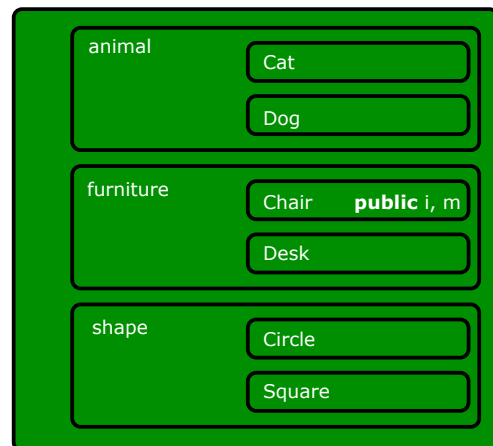 animal
Cat
Dog
furniture
Chair public i, m
Desk
shape
Circle
Square